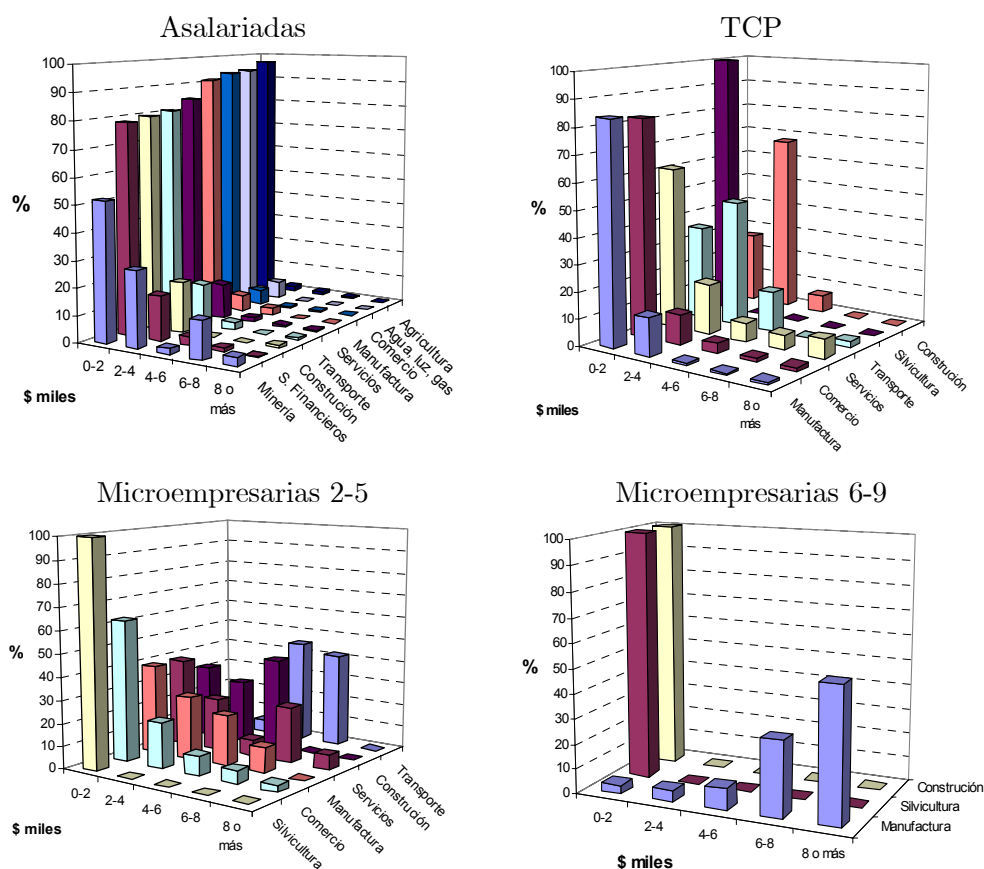 Asalariadas
100
90
80
70
60
50
40
30
20
10
0
%
0-2
2-4
4-6
6-8
8 o
más
$ miles
Minería
S. Financieros
Construción
Transporte
Servicios
Manufactura
Comercio
Agua, luz, gas
Agricultura
TCP
100
90
80
70
60
50
40
30
20
10
0
%
0-2
2-4
4-6
6-8
8 o
más
$ miles
Manufactura
Comercio
Servicios
Transporte
Silvicultura
Construción
Microempresarias 2-5
100
90
80
70
60
50
40
30
20
10
0
%
0-2
2-4
4-6
6-8
8 o
más
$ miles
Silvicultura
Comercio
Manufactura
Servicios
Construción
Transporte
Microempresarias 6-9
100
90
80
70
60
50
40
30
20
10
0
%
0-2
2-4
4-6
6-8
8 o más
$ miles
Construción
Silvicultura
Manufactura